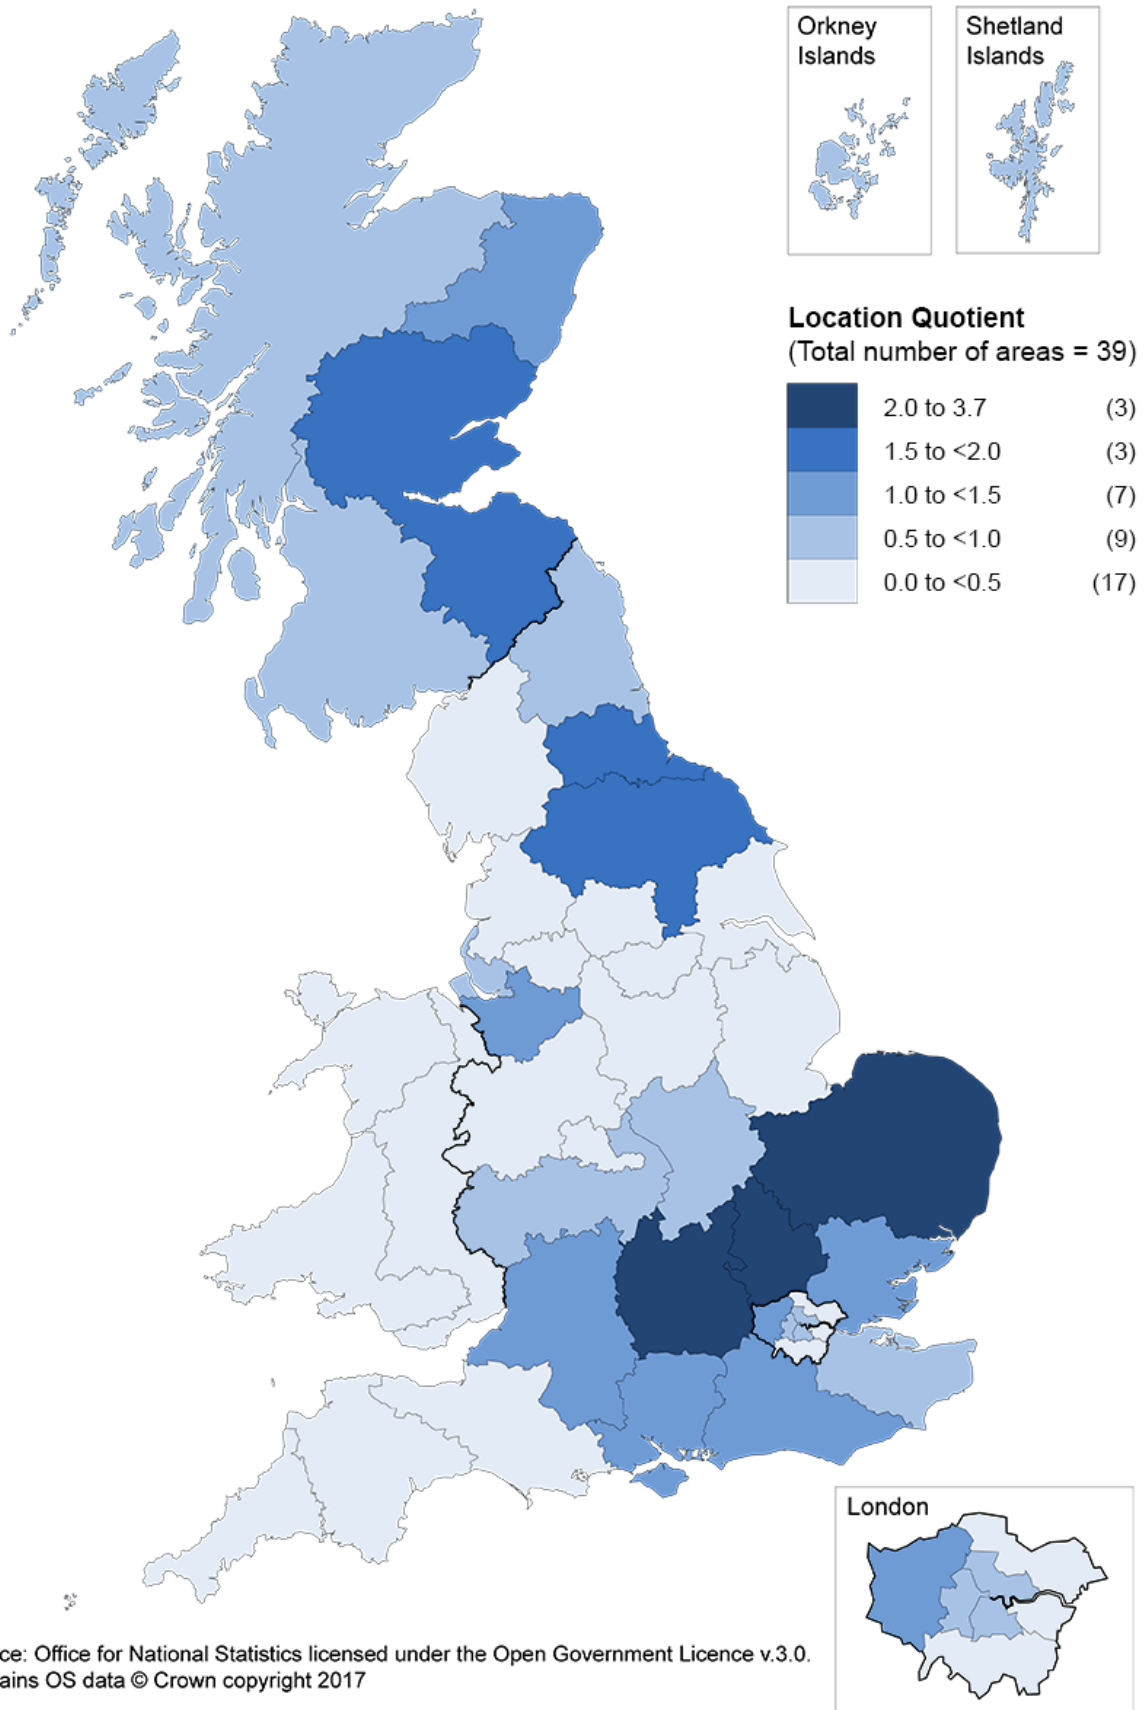 Orkney
Islands
Shetland
Islands
Location Quotient
(Total number of areas = 39)
2.0 to 3.7 (3)
1.5 to <2.0 (3)
1.0 to <1.5 (7)
0.5 to <1.0 (9)
0.0 to <0.5 (17)
London
ce: Office for National Statistics licensed under the Open Government Licence v.3.0.
ains OS data © Crown copyright 2017